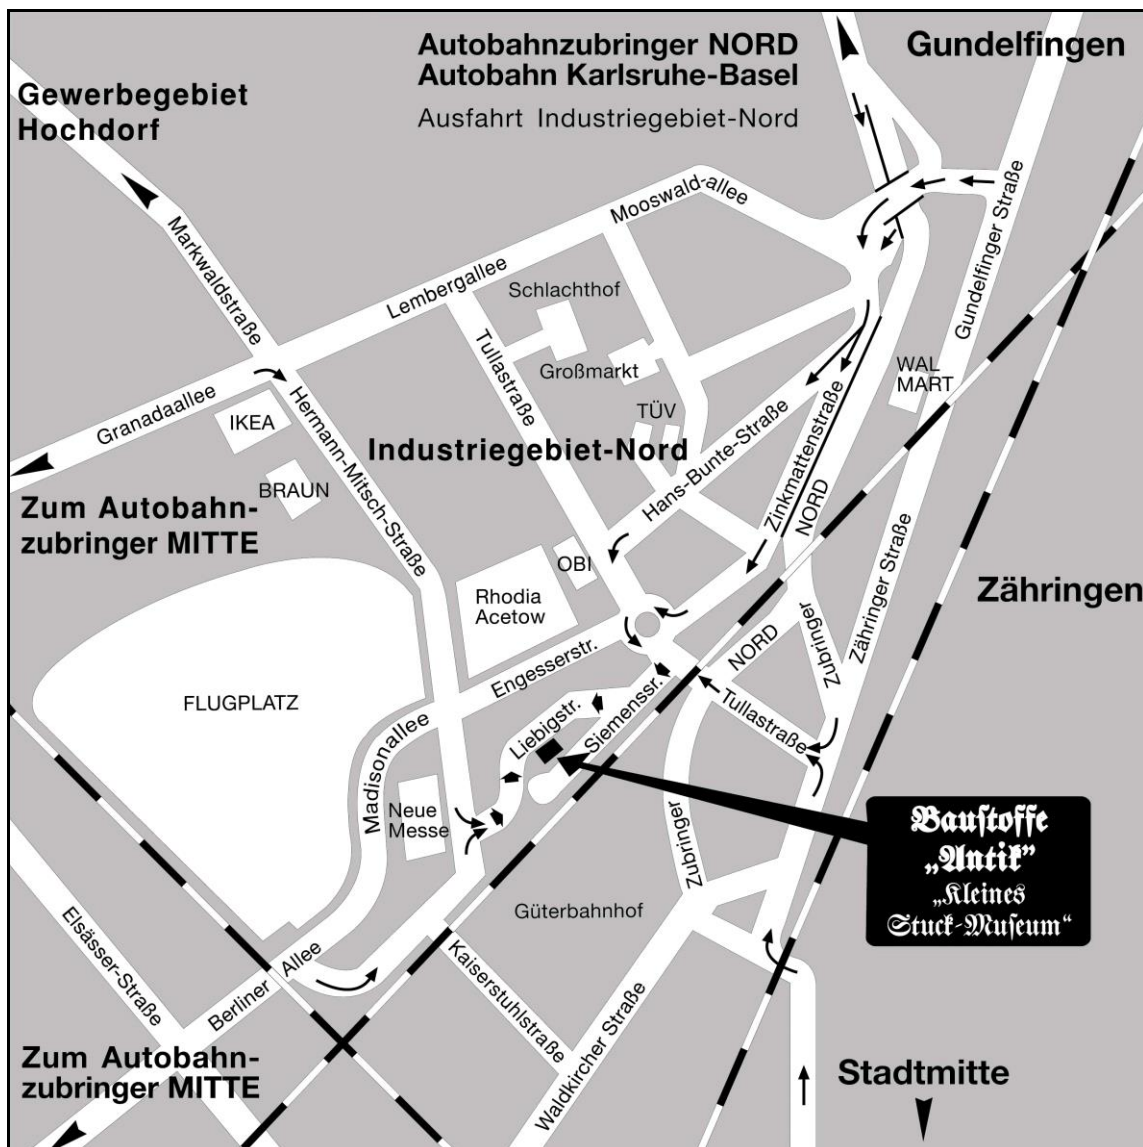 Autobahnzubringer NORD
Autobahn Karlsruhe-Basel
Ausfahrt Industriegebiet-Nord
Gundelfingen
Gewerbegebiet
Hochdorf
Markwaldstraße
Mooswald-allee
Lembergallee
Gundelfinger Straße
Schlachthof
Großmarkt
Tullastraße
TÜV
WAL
MART
Granadaallee
IKEA
BRAUN
Hermann-Mitsch-Straße
Industriegebiet-Nord
Hans-Bunte-Straße
Zinkmattenstraße
NORD
Zubringer
Zum Autobahn-
zubringer MITTE
OBI
Rhodia
Acetow
Zähringer Straße
Zähringen
Engesserstr.
NORD
Zubringer
Tullastraße
FLUGPLATZ
Madisonallee
Liebigstr.
Siemenssr.
Neue
Messe
Bauſtoffe
„Antik”
„Kleines
Stuck-Muſeum“
Güterbahnhof
Elsässer-Straße
Berliner Allee
Kaiserstuhlstraße
Waldkircher Straße
Zum Autobahn-
zubringer MITTE
Stadtmitte